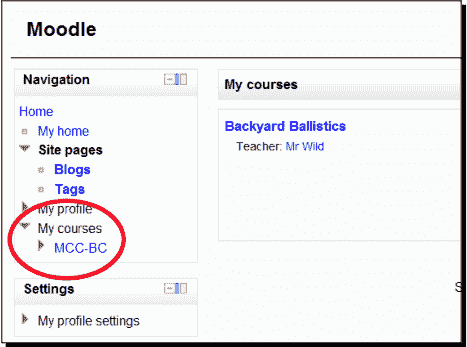 Moodle
Navigation
Home
My home
Site pages
Blogs
Tags
My profile
My courses
MCC-BC
Settings
My profile settings
My courses
Backyard Ballistics
Teacher: Mr Wild
S